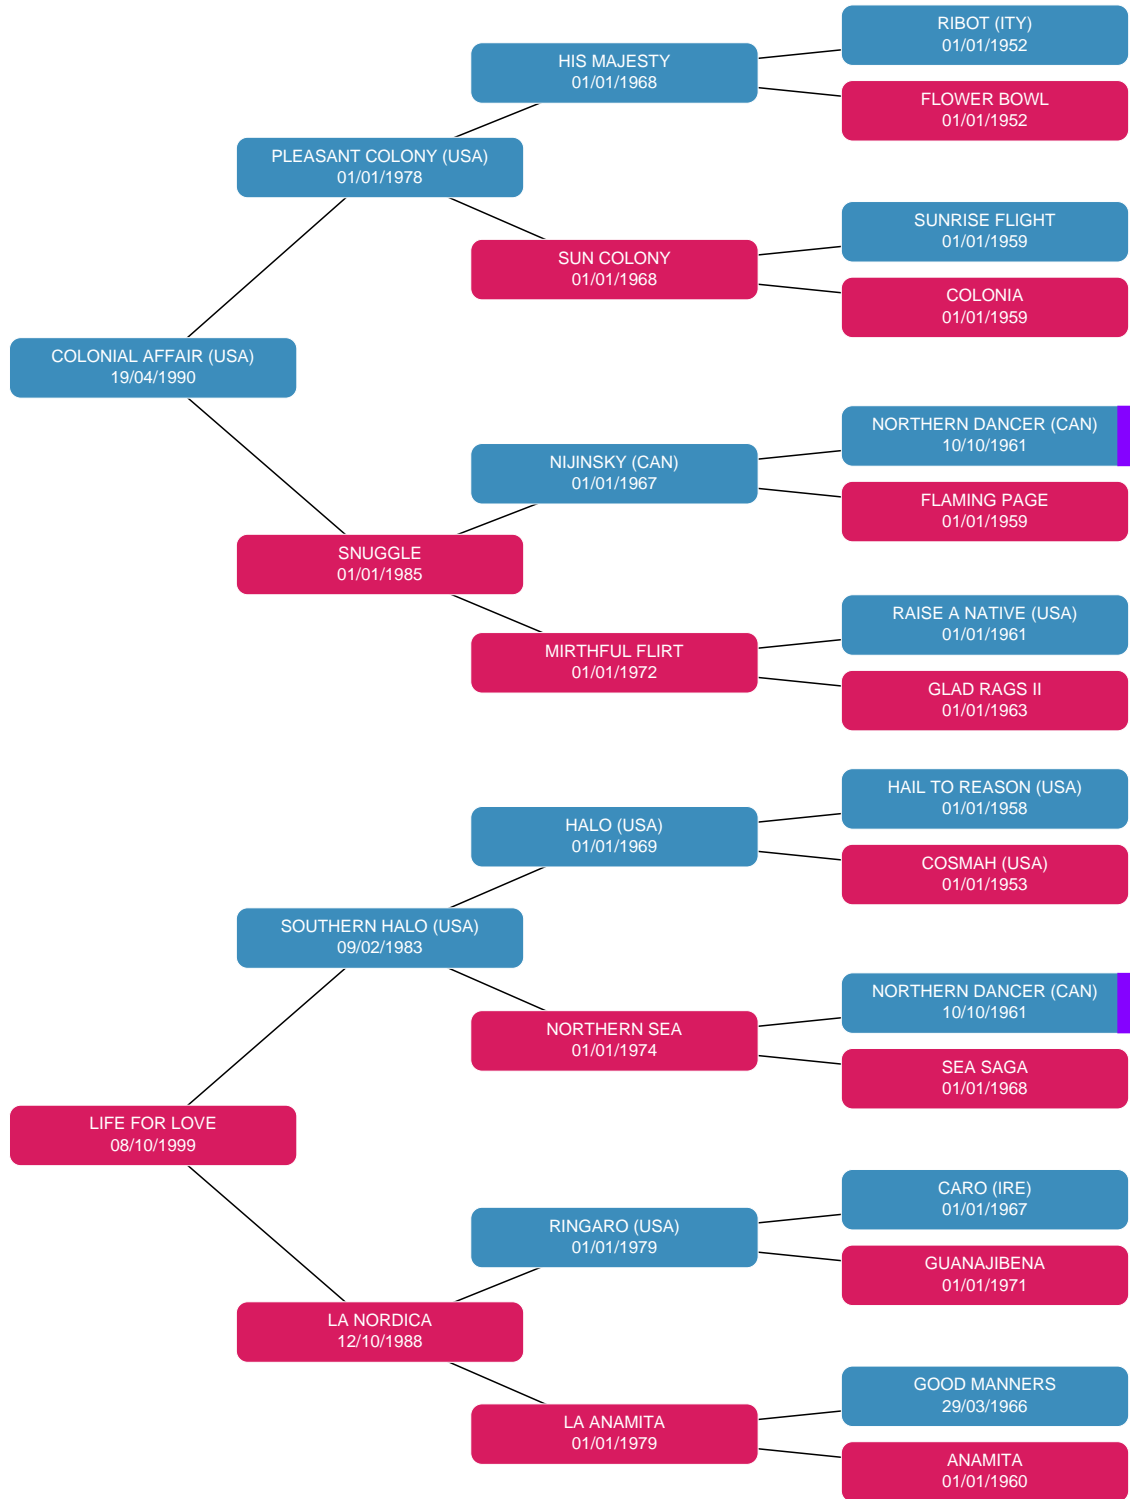 RIBOT (ITY)
01/01/1952
HIS MAJESTY
01/01/1968
FLOWER BOWL
01/01/1952
PLEASANT COLONY (USA)
01/01/1978
SUNRISE FLIGHT
01/01/1959
SUN COLONY
01/01/1968
COLONIA
01/01/1959
COLONIAL AFFAIR (USA)
19/04/1990
NORTHERN DANCER (CAN)
10/10/1961
NIJINSKY (CAN)
01/01/1967
FLAMING PAGE
01/01/1959
SNUGGLE
01/01/1985
RAISE A NATIVE (USA)
01/01/1961
MIRTHFUL FLIRT
01/01/1972
GLAD RAGS II
01/01/1963
HAIL TO REASON (USA)
01/01/1958
HALO (USA)
01/01/1969
COSMAH (USA)
01/01/1953
SOUTHERN HALO (USA)
09/02/1983
NORTHERN DANCER (CAN)
10/10/1961
NORTHERN SEA
01/01/1974
SEA SAGA
01/01/1968
LIFE FOR LOVE
08/10/1999
CARO (IRE)
01/01/1967
RINGARO (USA)
01/01/1979
GUANAJIBENA
01/01/1971
LA NORDICA
12/10/1988
GOOD MANNERS
29/03/1966
LA ANAMITA
01/01/1979
ANAMITA
01/01/1960